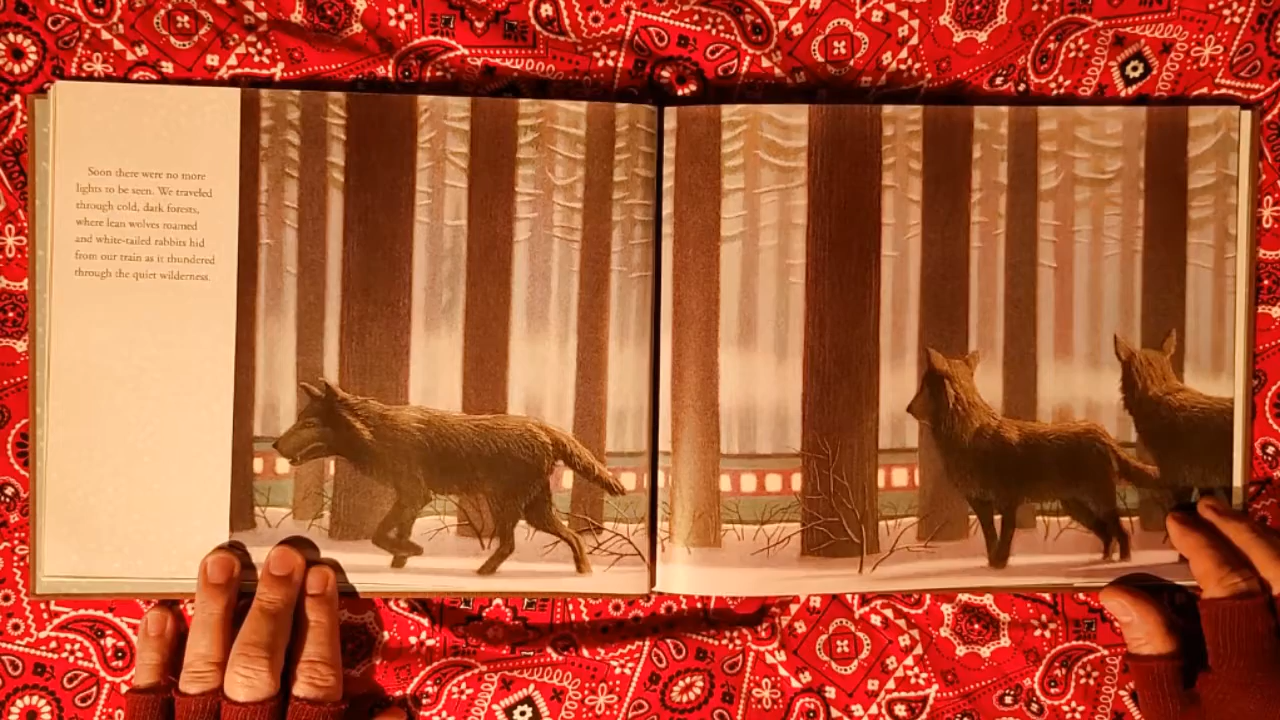 Soon there were no more
lights to be seen. We traveled
through cold, dark forests,
where lean wolves roamed
and white-tailed rabbits hid
from our train as it thundered
through the quiet wilderness.